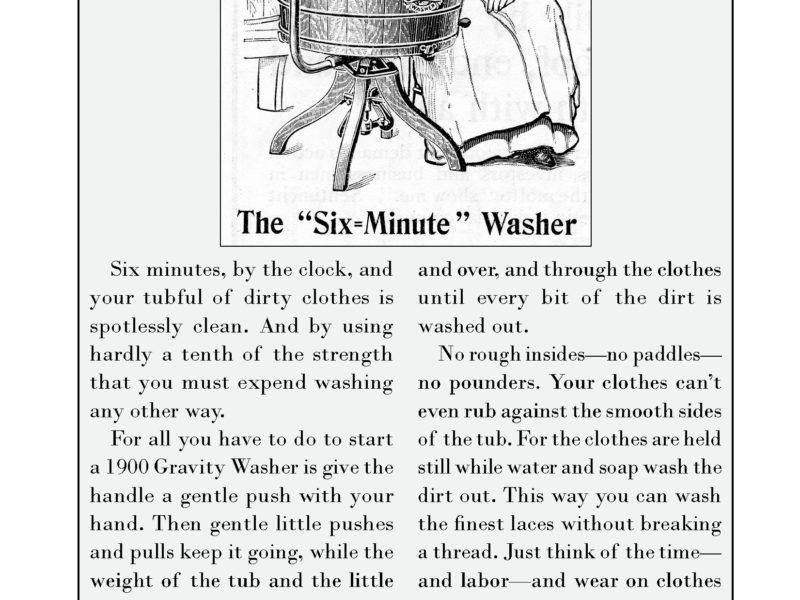 The “Six=Minute” Washer
Six minutes, by the clock, and
your tubful of dirty clothes is
spotlessly clean. And by using
hardly a tenth of the strength
that you must expend washing
any other way.
For all you have to do to start
a 1900 Gravity Washer is give the
handle a gentle push with your
hand. Then gentle little pushes
and pulls keep it going, while the
weight of the tub and the little
and over, and through the clothes
until every bit of the dirt is
washed out.
No rough insides—no paddles—
no pounders. Your clothes can’t
even rub against the smooth sides
of the tub. For the clothes are held
still while water and soap wash the
dirt out. This way you can wash
the finest laces without breaking
a thread. Just think of the time—
and labor—and wear on clothes